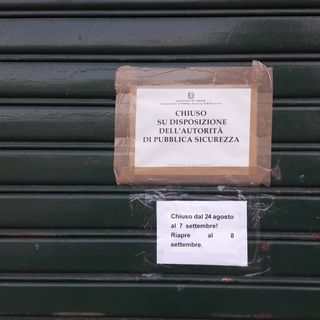 CHIUSO
SU DISPOSIZIONE
DELL'AUTORITÀ
DI PUBBLICA SICUREZZA
Chiuso dal 24 agosto
al 7 settembre!
Riapre al 8
settembre.